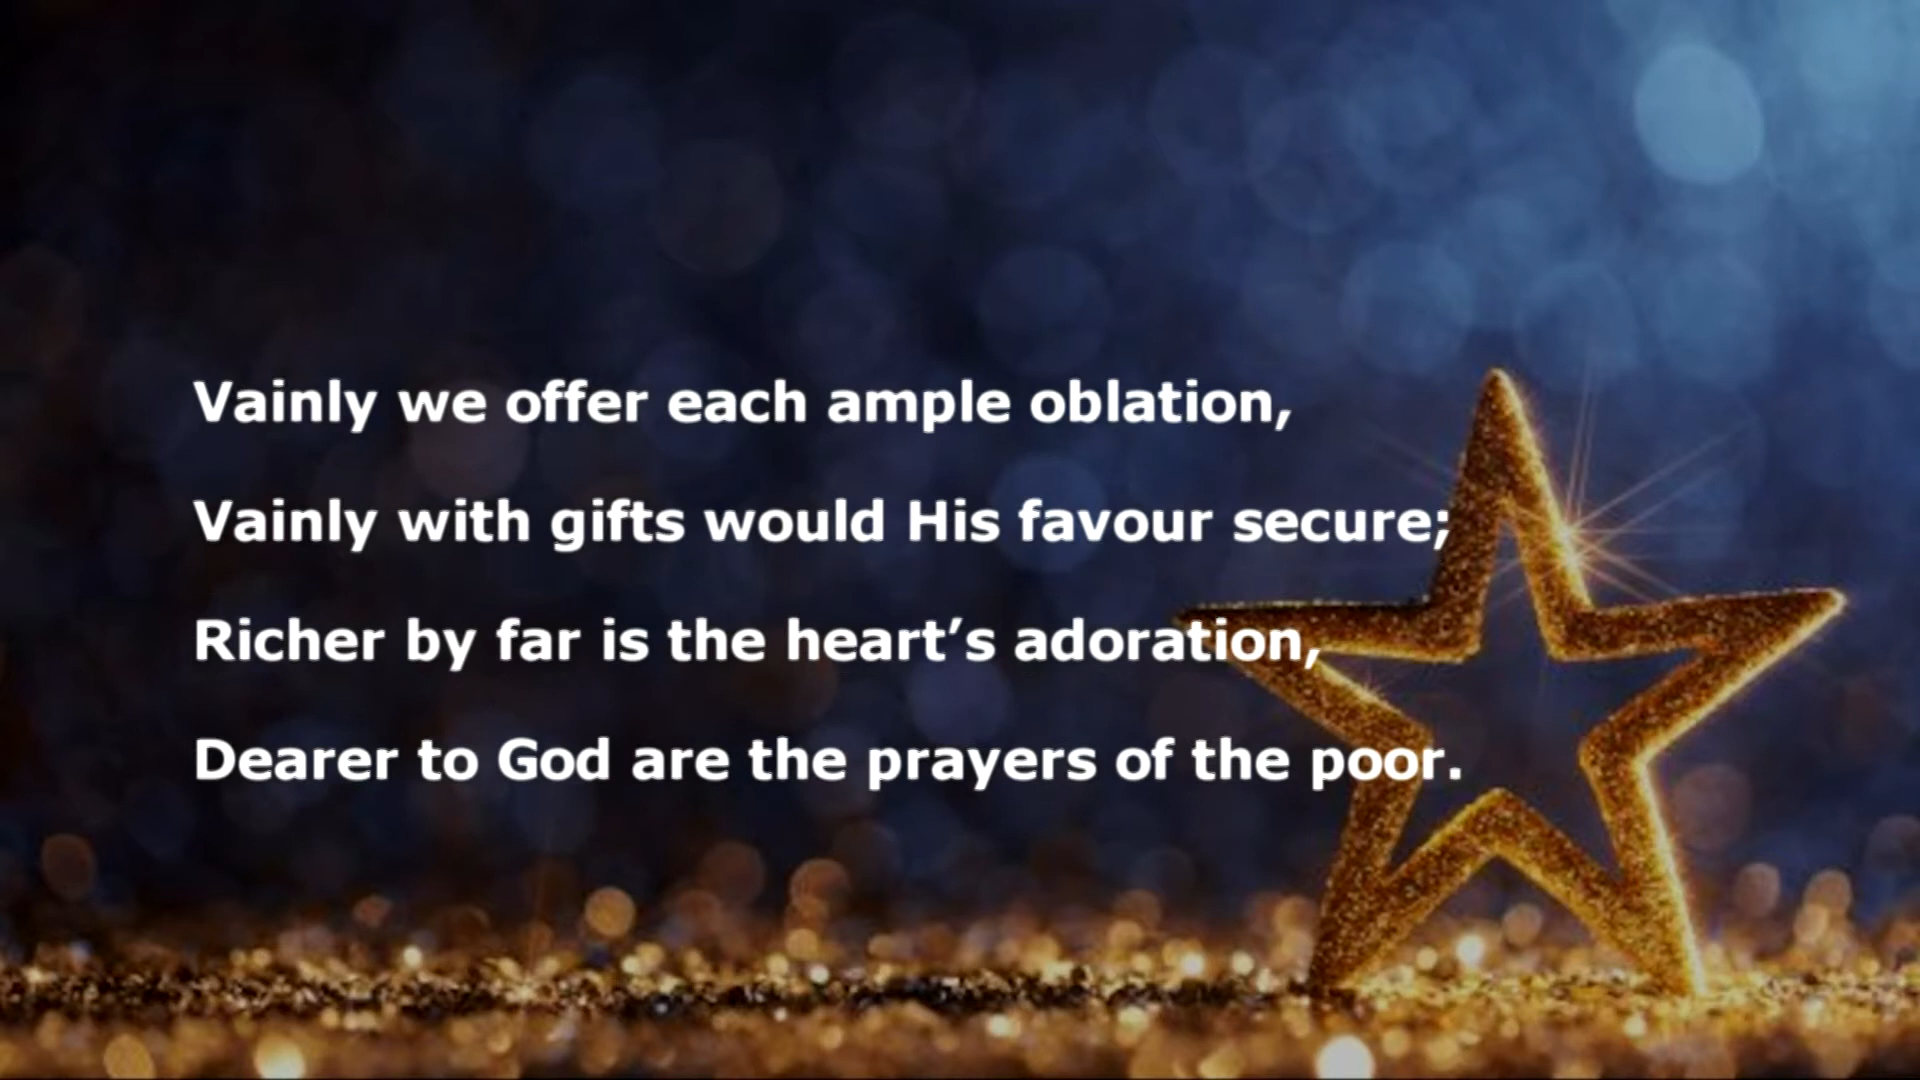 Vainly we offer each ample oblation,
Vainly with gifts would His favour secure;
Richer by far is the heart’s adoration,
Dearer to God are the prayers of the poor.